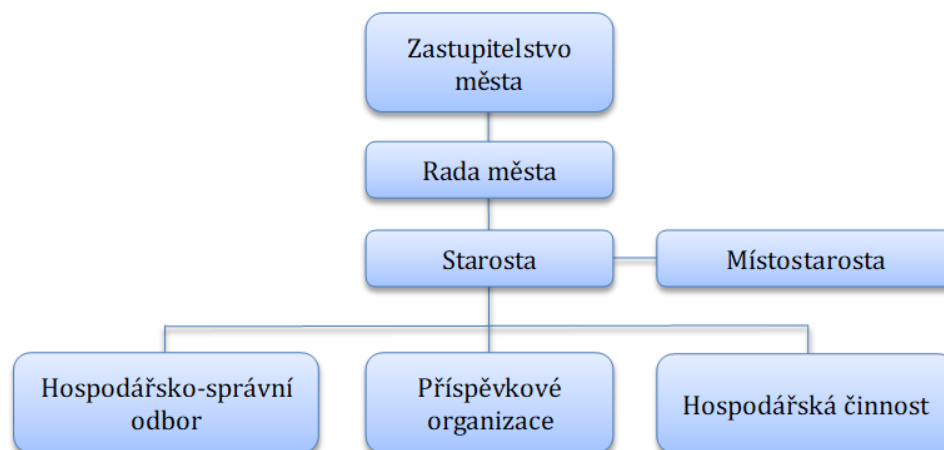 Zastupitelstvo
města
Rada města
Starosta
Místostarosta
Hospodářsko-správní
odbor
Příspěvkové
organizace
Hospodářská činnost